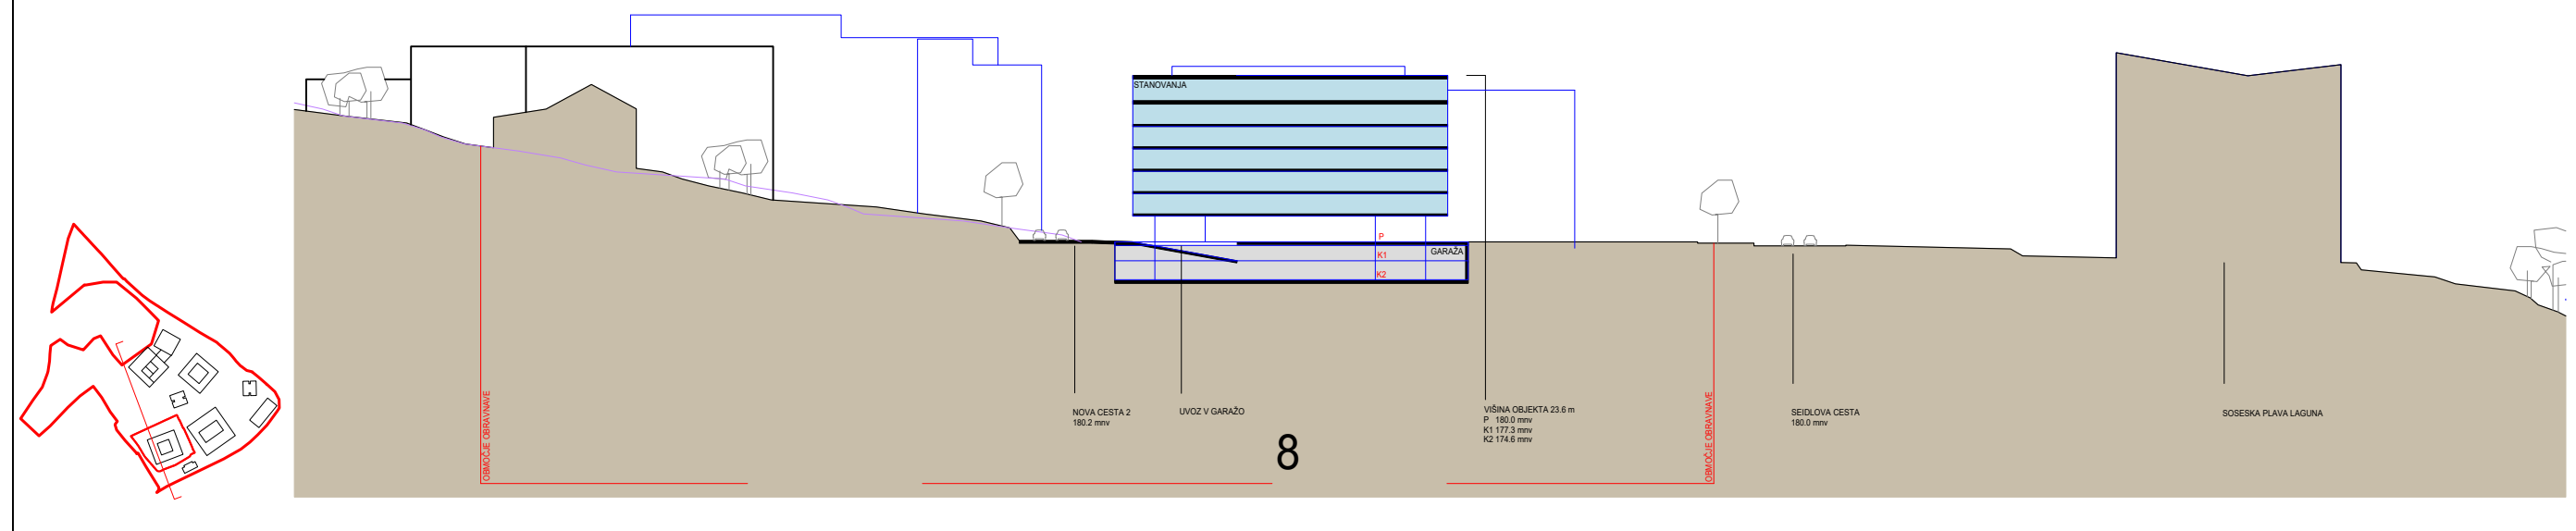 STANOVANJA
P
GARAŽA
K1
K2
OBMOČJE OBRAVNAVE
NOVA CESTA 2
180.2 mnv
UVOZ V GARAŽO
VIŠINA OBJEKTA 23.6 m
P 180.0 mnv
K1 177.3 mnv
K2 174.6 mnv
OBMOČJE OBRAVNAVE
SEIDLOVA CESTA
180.0 mnv
SOSESKA PLAVA LAGUNA
8